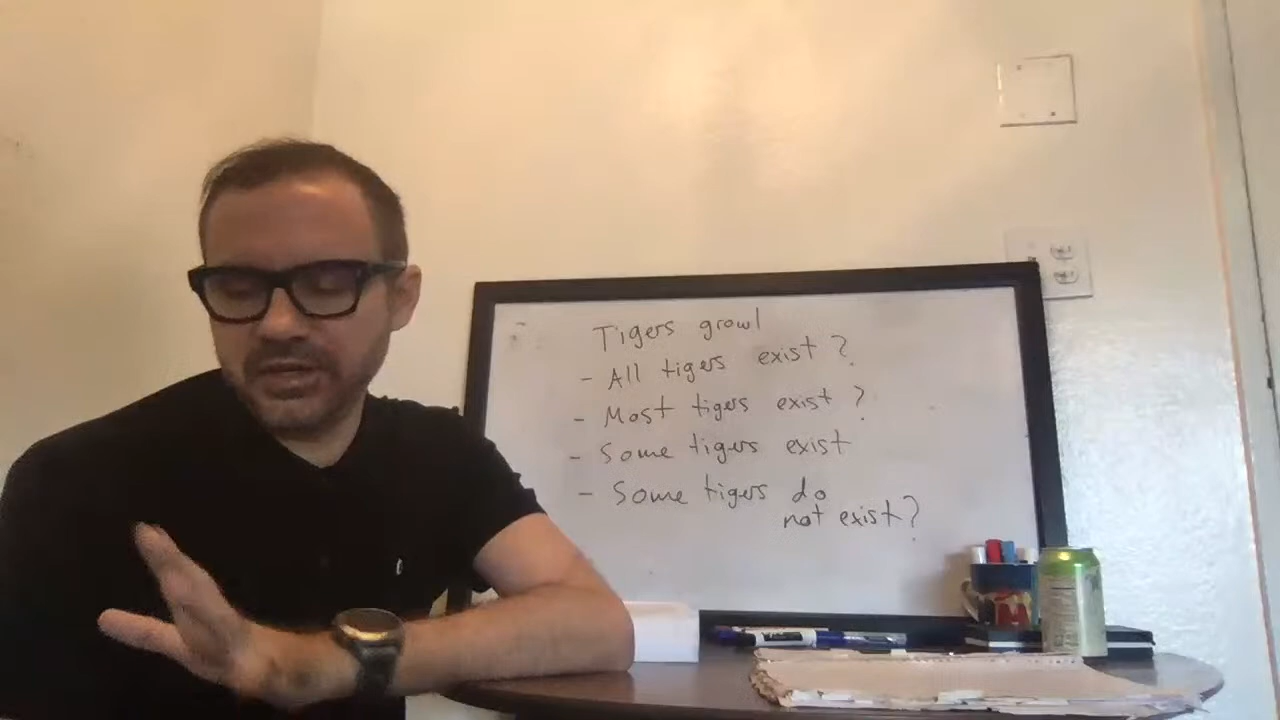 Tigers growl
- All tigers exist?
- Most tigers exist?
- Some tigers exist
- Some tigers do
not exist?